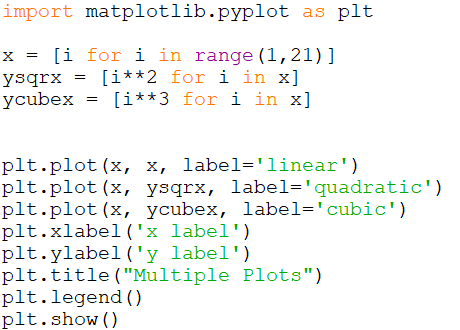 import matplotlib.pyplot as plt
x = [i for i in range(1,21)]
ysqrx = [i**2 for i in x]
ycubex = [i**3 for i in x]
plt.plot(x, x, label='linear')
plt.plot(x, ysqrx, label='quadratic')
plt.plot(x, ycubex, label='cubic')
plt.xlabel('x label')
plt.ylabel('y label')
plt.title("Multiple Plots")
plt.legend()
plt.show()